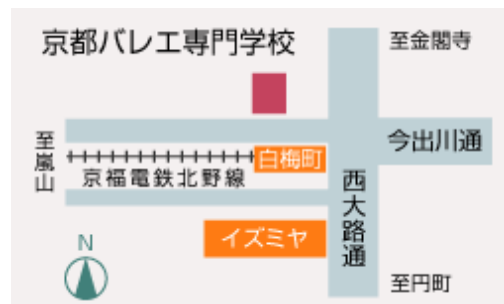 京都バレエ専門学校
至金閣寺
今出川通
至嵐山
白梅町
京福電鉄北野線
西大路通
イズミヤ
N
至円町